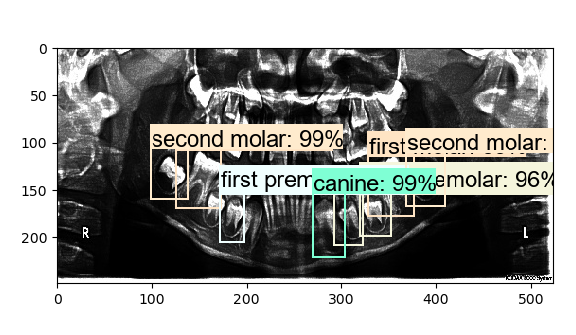 0
50
100
150
200
second molar: 99%
first
second molar:
first prem
canine: 99%
emolar: 96%
R
L
0
100
200
300
400
500